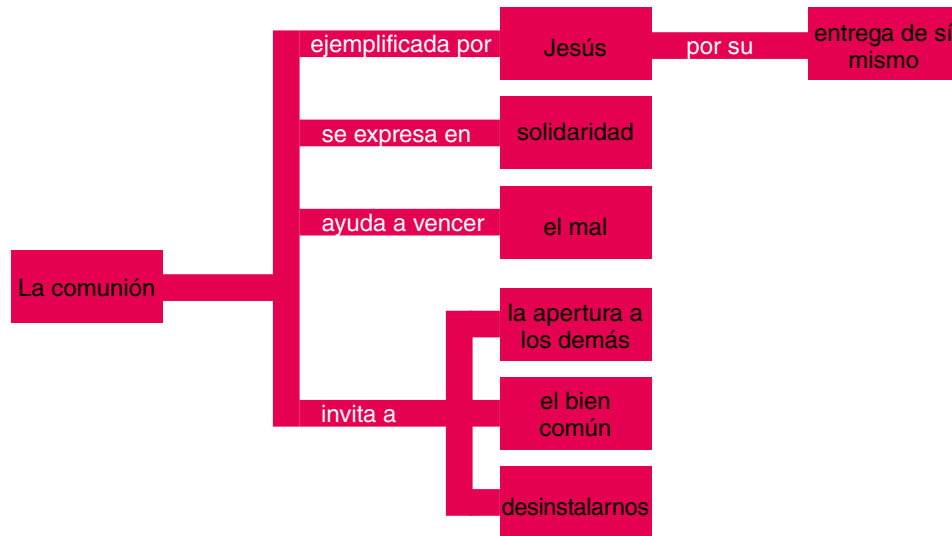 La comunión
ejemplificada por
Jesús
por su
entrega de sí
mismo
se expresa en
solidaridad
ayuda a vencer
el mal
invita a
la apertura a
los demás
el bien
común
desinstalarnos